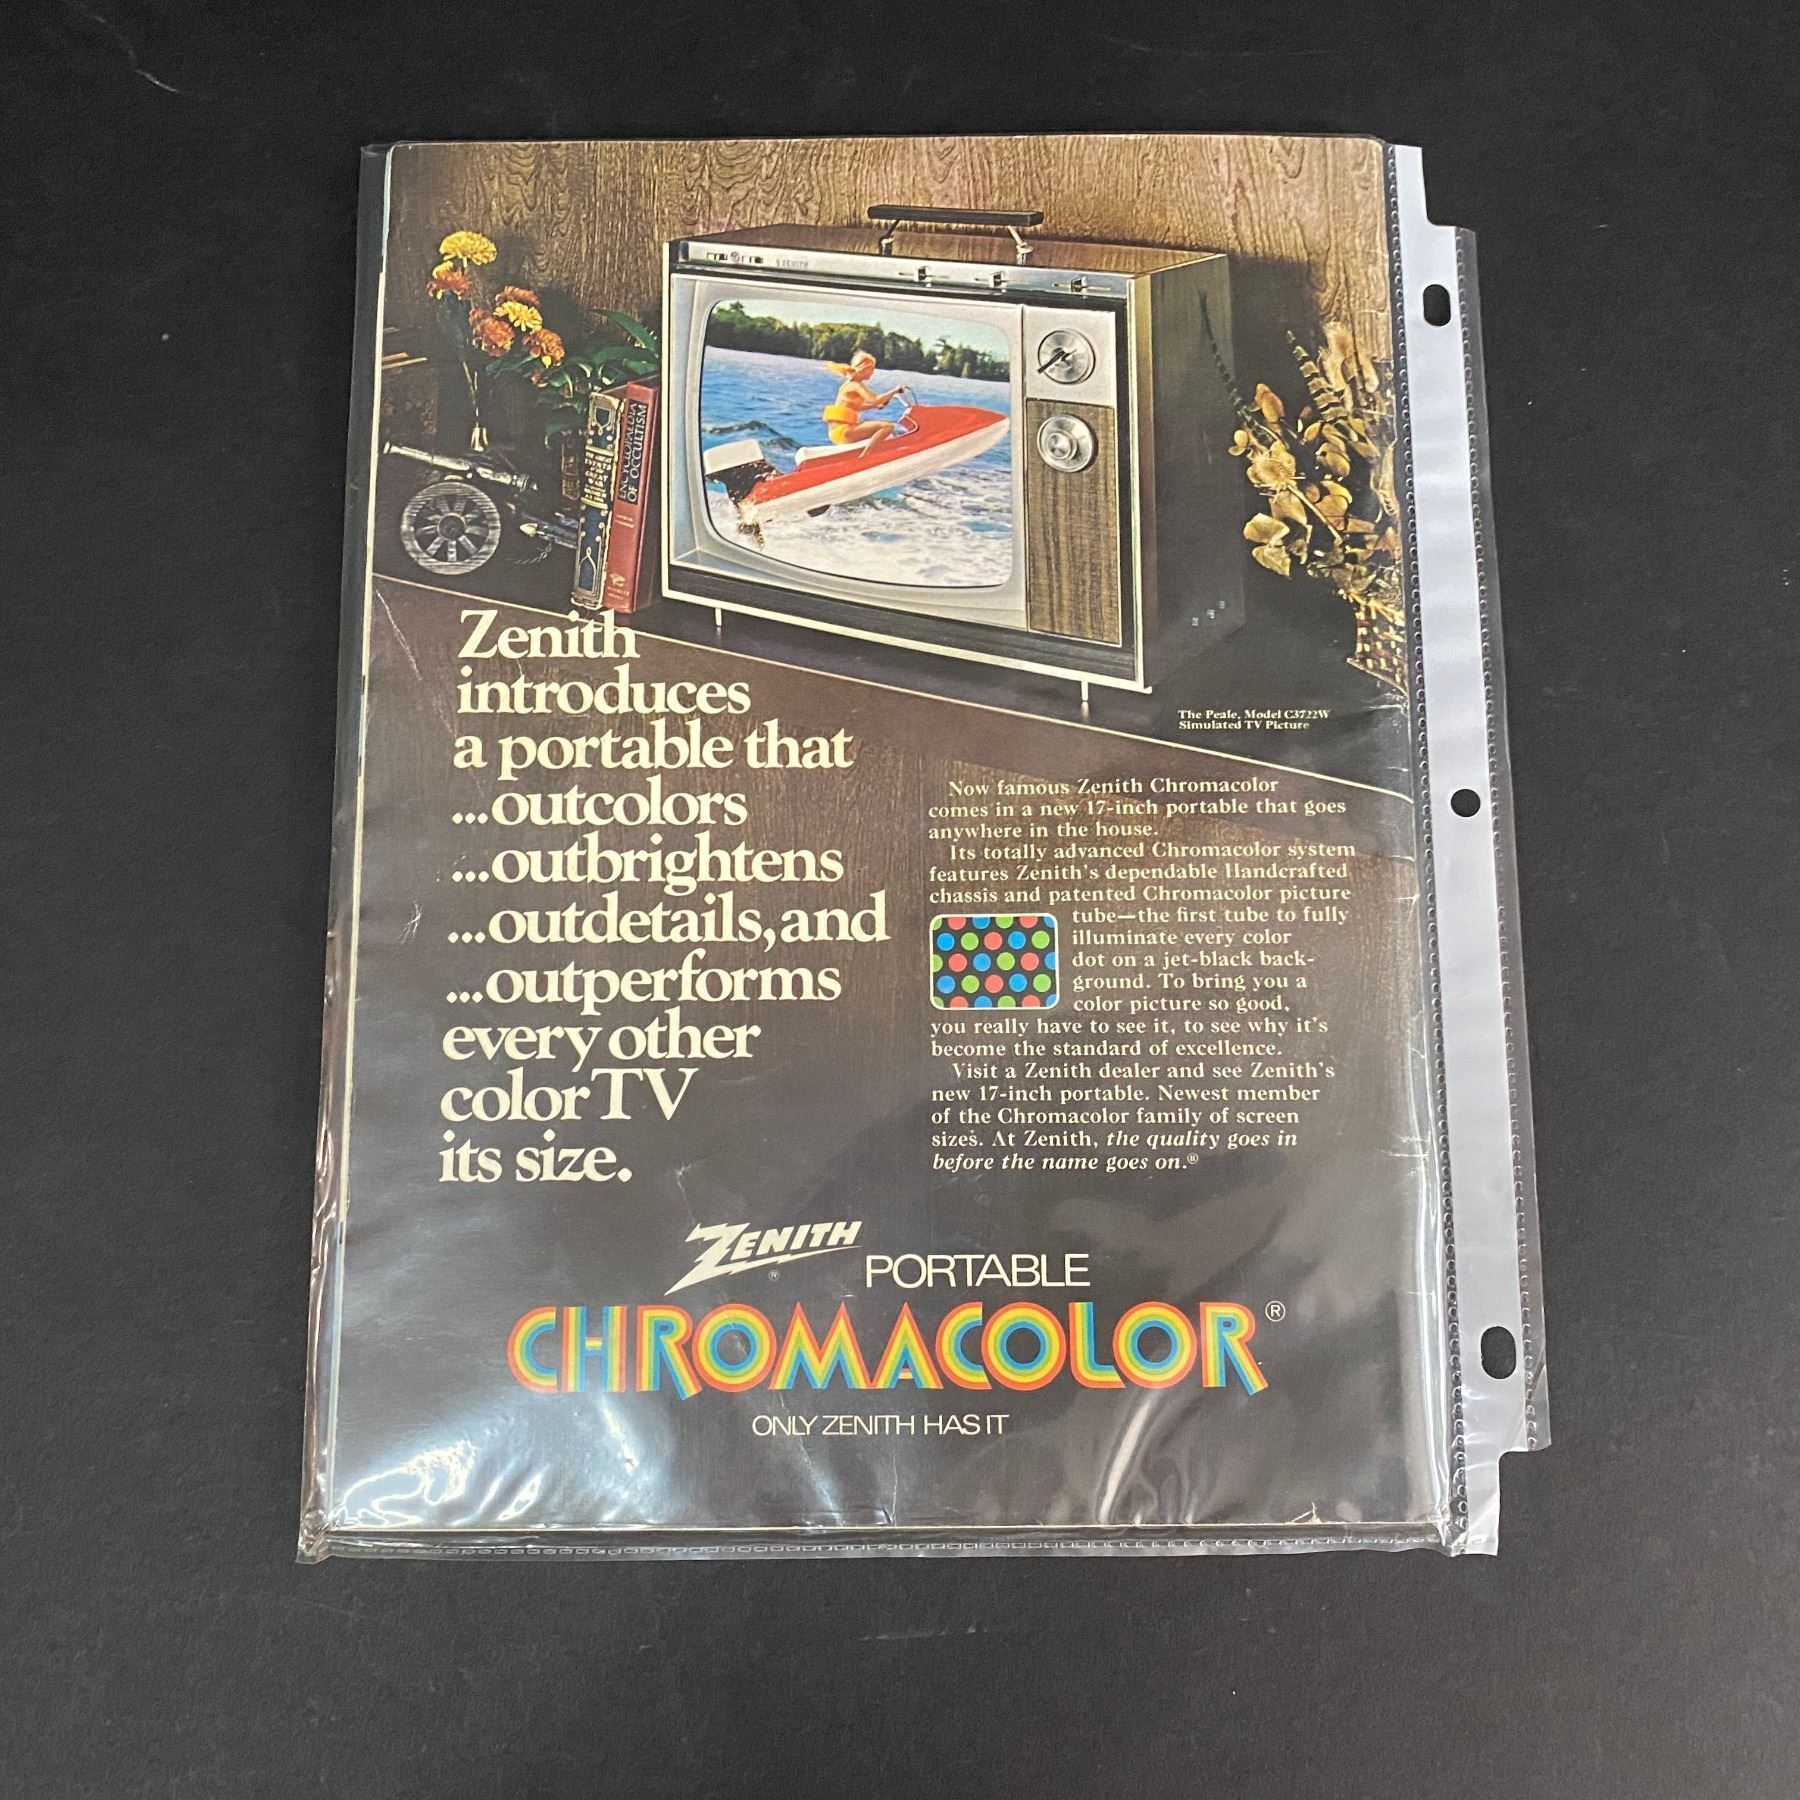 ZENITH
ENCYCLOPAEDIA
OF OCCULTISM
THE GREAT
EVENTS
GREAT
WAR
Zenith
introduces
a portable that
...outcolors
...outbrightens
...outdetails, and
...outperforms
every other
color TV
its size.
The Peale, Model C3722W
Simulated TV Picture
Now famous Zenith Chromacolor
comes in a new 17-inch portable that goes
anywhere in the house.
Its totally advanced Chromacolor system
features Zenith's dependable Handcrafted
chassis and patented Chromacolor picture
tube—the first tube to fully
illuminate every color
dot on a jet-black back-
ground. To bring you a
color picture so good,
you really have to see it, to see why it's
become the standard of excellence.
Visit a Zenith dealer and see Zenith's
new 17-inch portable. Newest member
of the Chromacolor family of screen
sizes. At Zenith, the quality goes in
before the name goes on.®
ZENITH®
PORTABLE
CHROMACOLOR®
ONLY ZENITH HAS IT